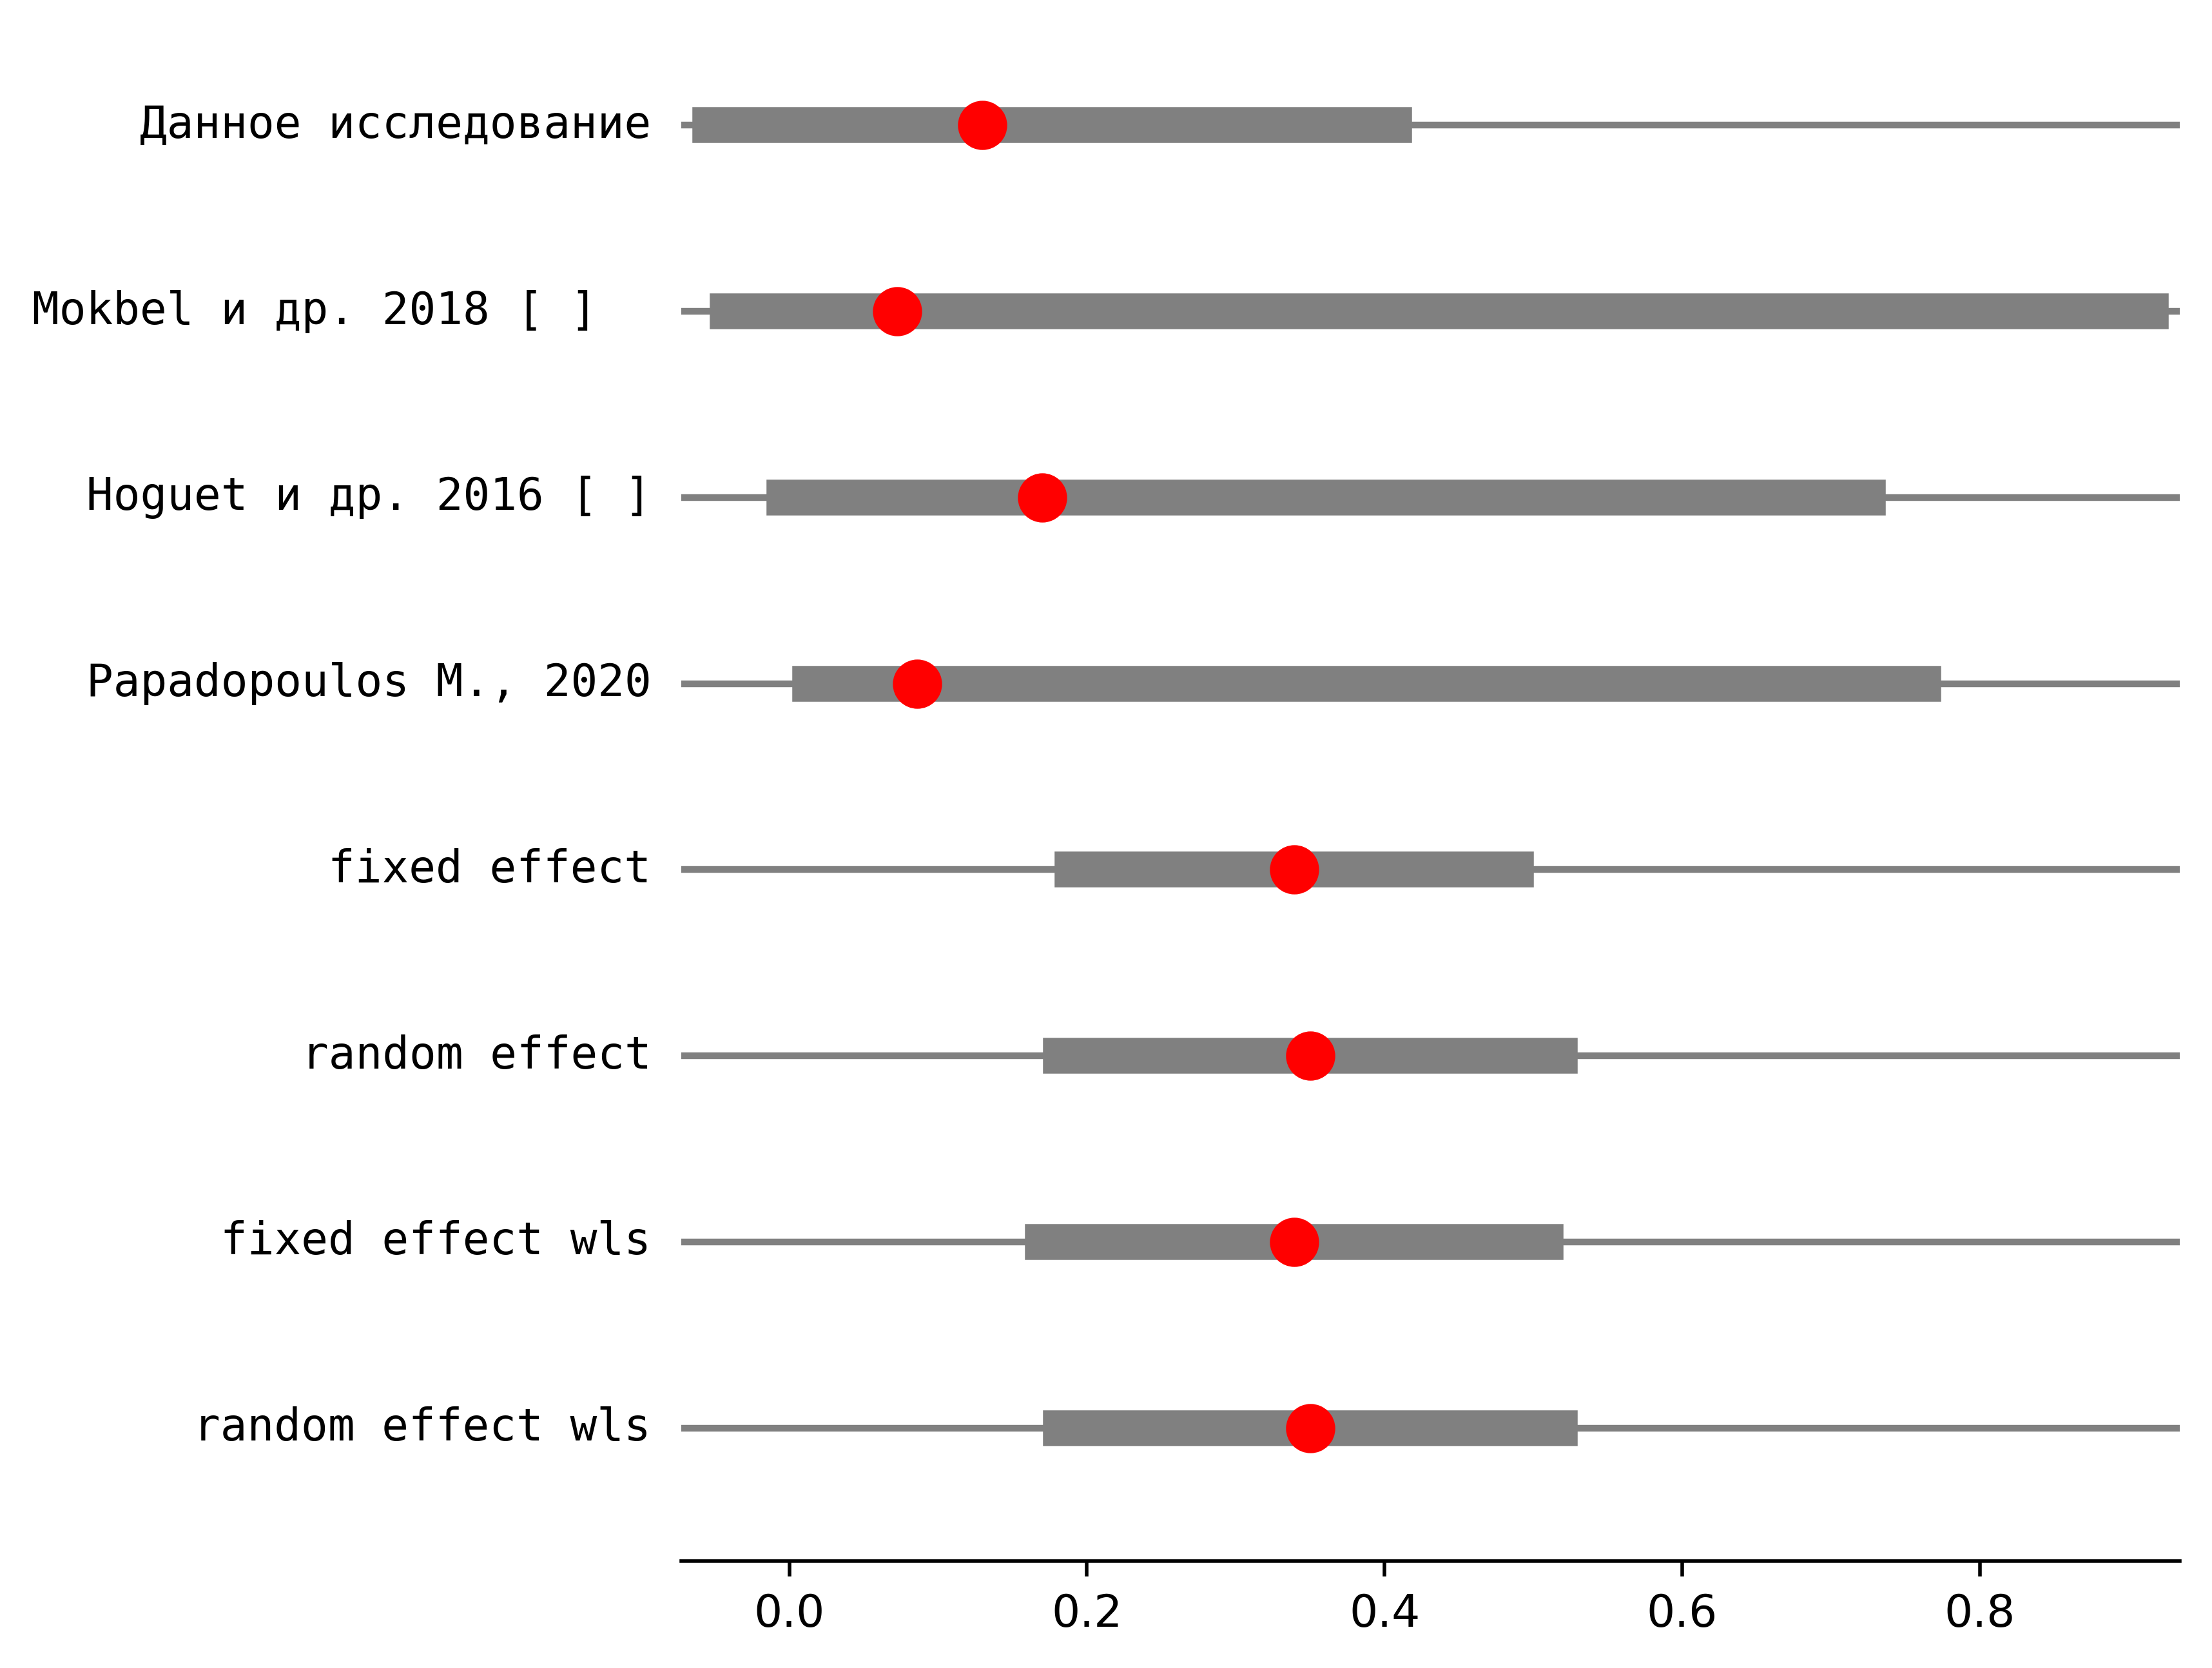 Данное исследование
Mokbel и др. 2018 [ ]
Hoguet и др. 2016 [ ]
Papadopoulos M., 2020
fixed effect
random effect
fixed effect wls
random effect wls
0.0 0.2 0.4 0.6 0.8